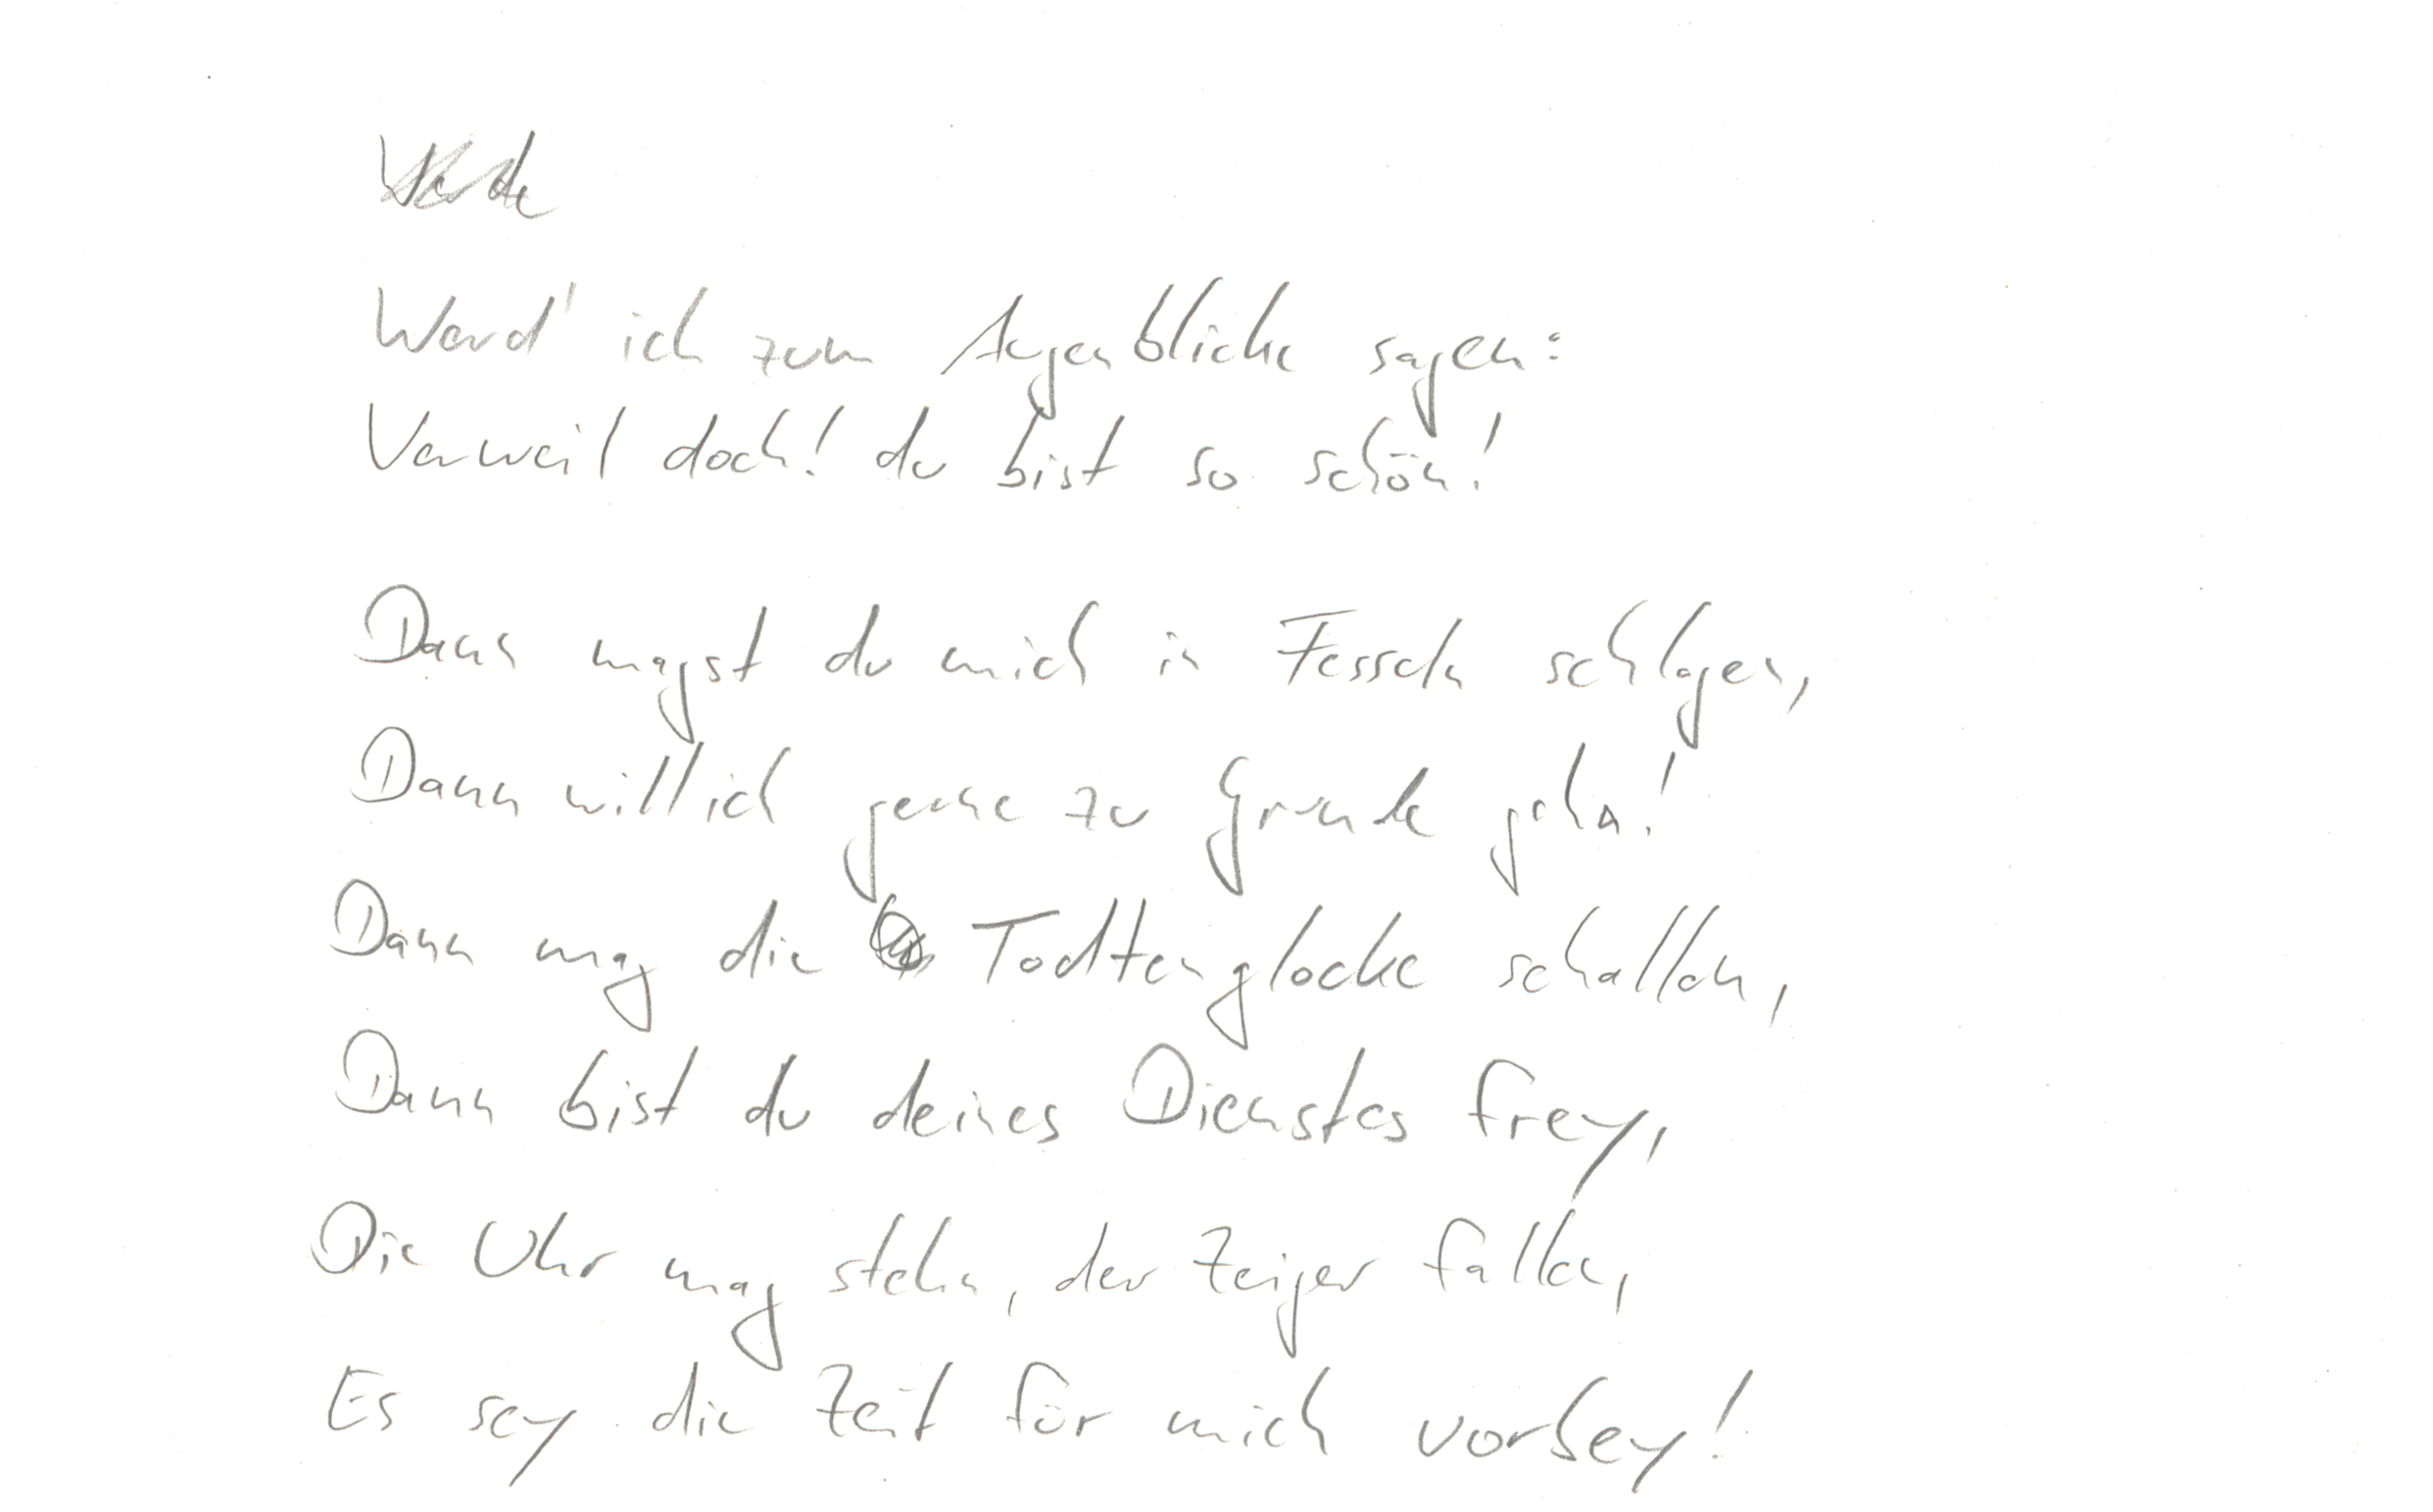 Werd' ich zum Augenblicke sagen:
Verweil doch! du bist so schön!
Dann magst du mich in Fesseln schlagen,
Dann will ich gerne zu Grunde gehn!
Dann mag die Todtenglocke schallen,
Dann bist du deines Dienstes frey,
Die Uhr mag stehn, der Zeiger fallen,
Es sey die Zeit für mich vorbey!